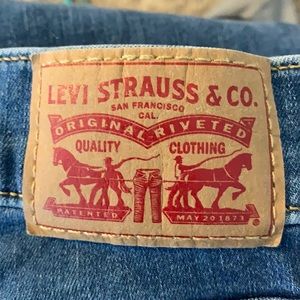 LEVI STRAUSS & CO.
SAN FRANCISCO
CAL.
ORIGINAL RIVETED
QUALITY CLOTHING
PATENTED MAY 20 1873
®